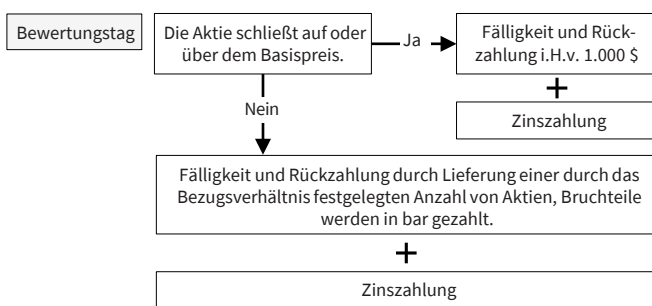 Bewertungstag
Die Aktie schließt auf oder
über dem Basispreis.
Ja
Fälligkeit und Rück-
zahlung i.H.v. 1.000 $
+
Zinszahlung
Nein
Fälligkeit und Rückzahlung durch Lieferung einer durch das
Bezugsverhältnis festgelegten Anzahl von Aktien, Bruchteile
werden in bar gezahlt.
+
Zinszahlung